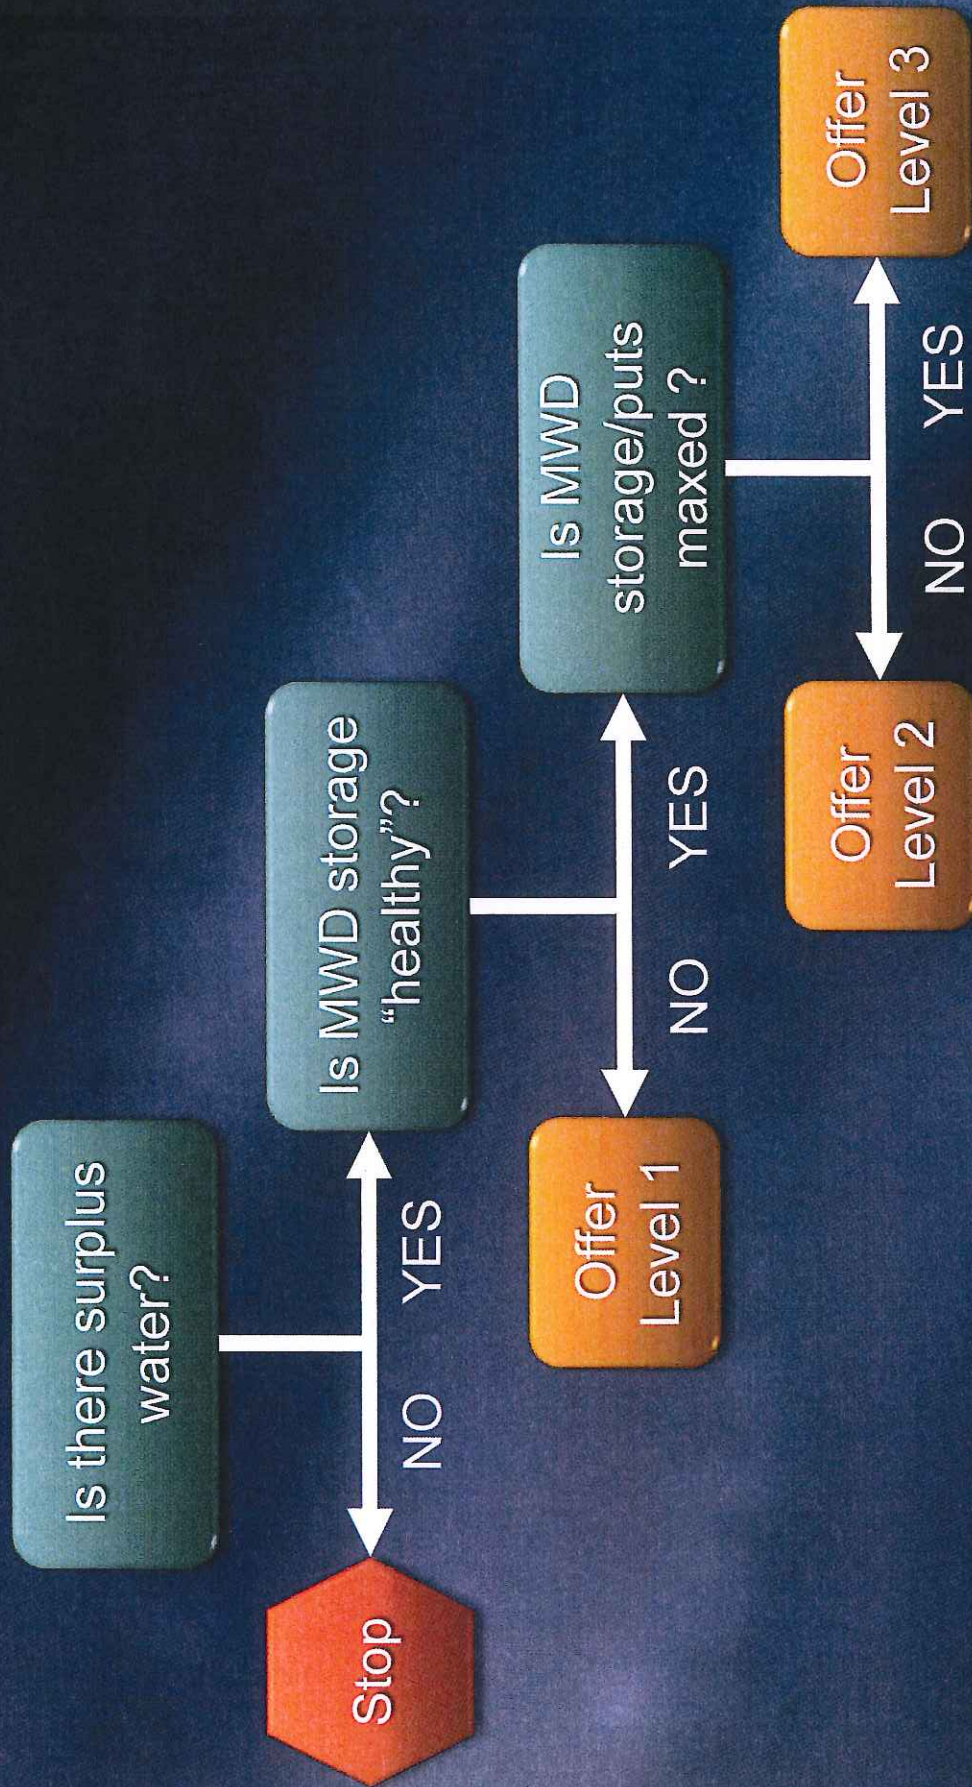 Is there surplus
water?
NO
YES
Stop
Is MWD storage
“healthy”?
NO
YES
Offer
Level 1
Is MWD
storage/puts
maxed ?
NO
YES
Offer
Level 2
Offer
Level 3